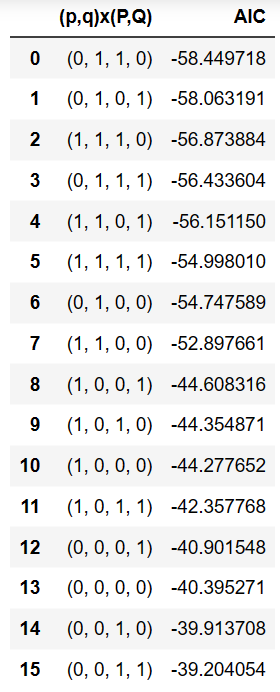 (p,q)x(P,Q) AIC
0 (0, 1, 1, 0) -58.449718
1 (0, 1, 0, 1) -58.063191
2 (1, 1, 1, 0) -56.873884
3 (0, 1, 1, 1) -56.433604
4 (1, 1, 0, 1) -56.151150
5 (1, 1, 1, 1) -54.998010
6 (0, 1, 0, 0) -54.747589
7 (1, 1, 0, 0) -52.897661
8 (1, 0, 0, 1) -44.608316
9 (1, 0, 1, 0) -44.354871
10 (1, 0, 0, 0) -44.277652
11 (1, 0, 1, 1) -42.357768
12 (0, 0, 0, 1) -40.901548
13 (0, 0, 0, 0) -40.395271
14 (0, 0, 1, 0) -39.913708
15 (0, 0, 1, 1) -39.204054